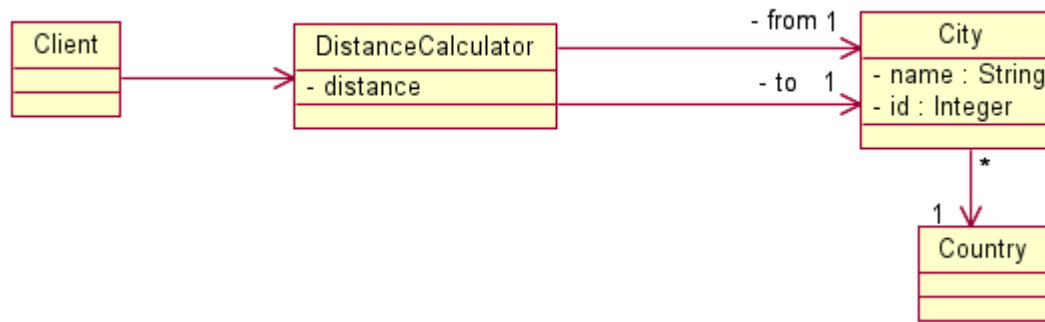 Client
DistanceCalculator
- distance
- from 1
- to 1
City
- name : String
- id : Integer
*
1
Country